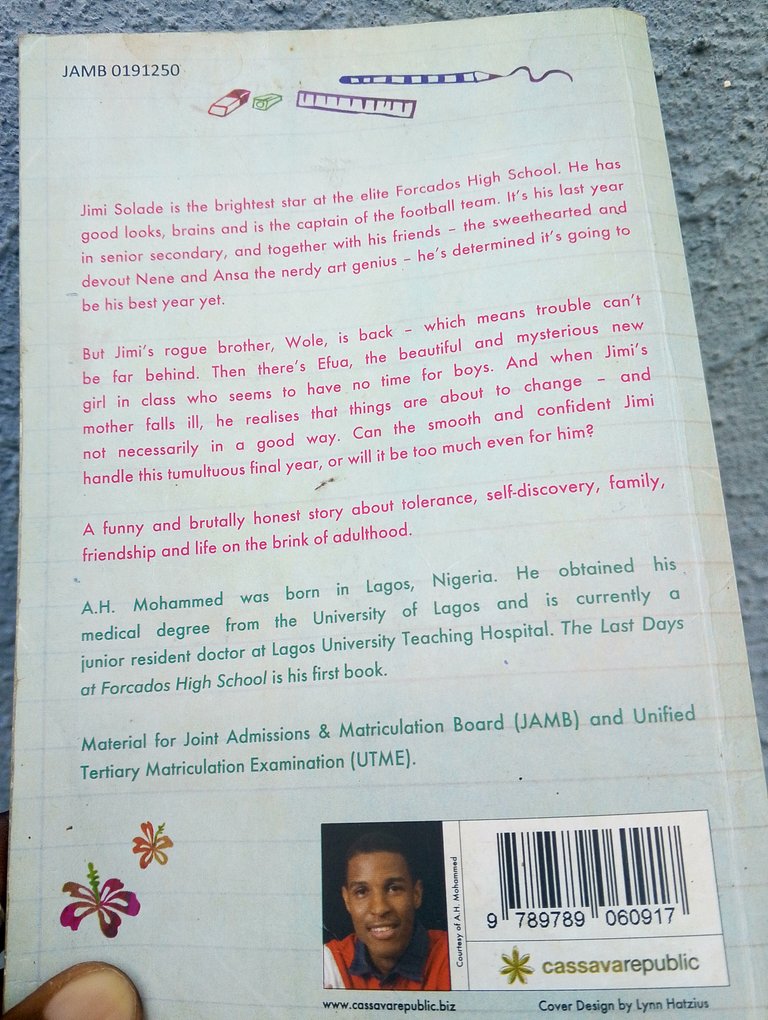 JAMB 0191250
Jimi Solade is the brightest star at the elite Forcados High School. He has
good looks, brains and is the captain of the football team. It's his last year
in senior secondary, and together with his friends – the sweethearted and
devout Nene and Ansa the nerdy art genius – he's determined it's going to
be his best year yet.
But Jimi's rogue brother, Wole, is back – which means trouble can't
be far behind. Then there's Efua, the beautiful and mysterious new
girl in class who seems to have no time for boys. And when Jimi's
mother falls ill, he realises that things are about to change – and
not necessarily in a good way. Can the smooth and confident Jimi
handle this tumultuous final year, or will it be too much even for him?
A funny and brutally honest story about tolerance, self-discovery, family,
friendship and life on the brink of adulthood.
A.H. Mohammed was born in Lagos, Nigeria. He obtained his
medical degree from the University of Lagos and is currently a
junior resident doctor at Lagos University Teaching Hospital. The Last Days
at Forcados High School is his first book.
Material for Joint Admissions & Matriculation Board (JAMB) and Unified
Tertiary Matriculation Examination (UTME).
Courtesy of A.H. Mohammed
9 789789 060917
cassavarepublic
www.cassavarepublic.biz
Cover Design by Lynn Hatzius